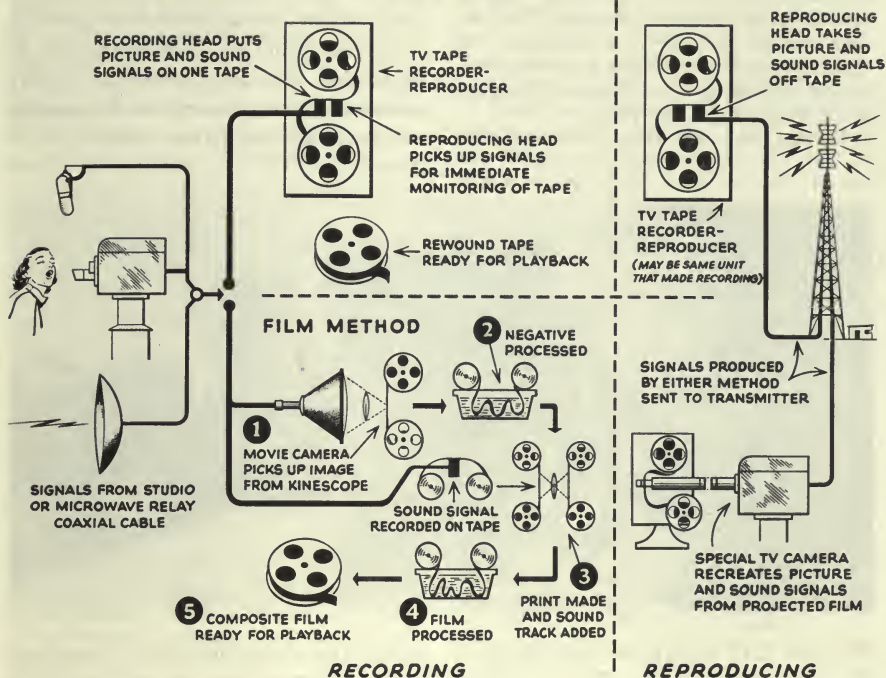 RECORDING HEAD PUTS
PICTURE AND SOUND
SIGNALS ON ONE TAPE
TV TAPE
RECORDER-
REPRODUCER
REPRODUCING HEAD
PICKS UP SIGNALS
FOR IMMEDIATE
MONITORING OF TAPE
REWOUND TAPE
READY FOR PLAYBACK
REPRODUCING
HEAD TAKES
PICTURE AND
SOUND SIGNALS
OFF TAPE
TV TAPE
RECORDER-
REPRODUCER
(MAY BE SAME UNIT
THAT MADE RECORDING)
FILM METHOD
1
MOVIE CAMERA
PICKS UP IMAGE
FROM KINESCOPE
2 NEGATIVE
PROCESSED
SOUND SIGNAL
RECORDED ON TAPE
3
PRINT MADE
AND SOUND
TRACK ADDED
4 FILM
PROCESSED
5 COMPOSITE FILM
READY FOR PLAYBACK
SIGNALS FROM STUDIO
OR MICROWAVE RELAY
COAXIAL CABLE
SIGNALS PRODUCED
BY EITHER METHOD
SENT TO TRANSMITTER
SPECIAL TV CAMERA
RECREATES PICTURE
AND SOUND SIGNALS
FROM PROJECTED FILM
RECORDING
REPRODUCING